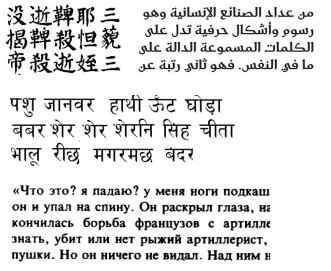 三藐三
耶怛姪
鞞殺逝
逝鞞殺
没揭帝
من عداد الصنائع الإنسانية وهو
رسوم وأشكال حرفية تدل على
الكلمات المسموعة الدالة على
ما في النفس. فهو ثاني رتبة عن
पशु जानवर हाथी ऊँट घोड़ा
बबर शेर शेर शेरनि सिंह चीता
भालू रीछ मगरमछ बंदर
«Что это? я падаю? у меня ноги подкаш
он и упал на спину. Он раскрыл глаза, на
кончилась борьба французов с артилле
знать, убит или нет рыжий артиллерист,
пушки. Но он ничего не видал. Над ним н